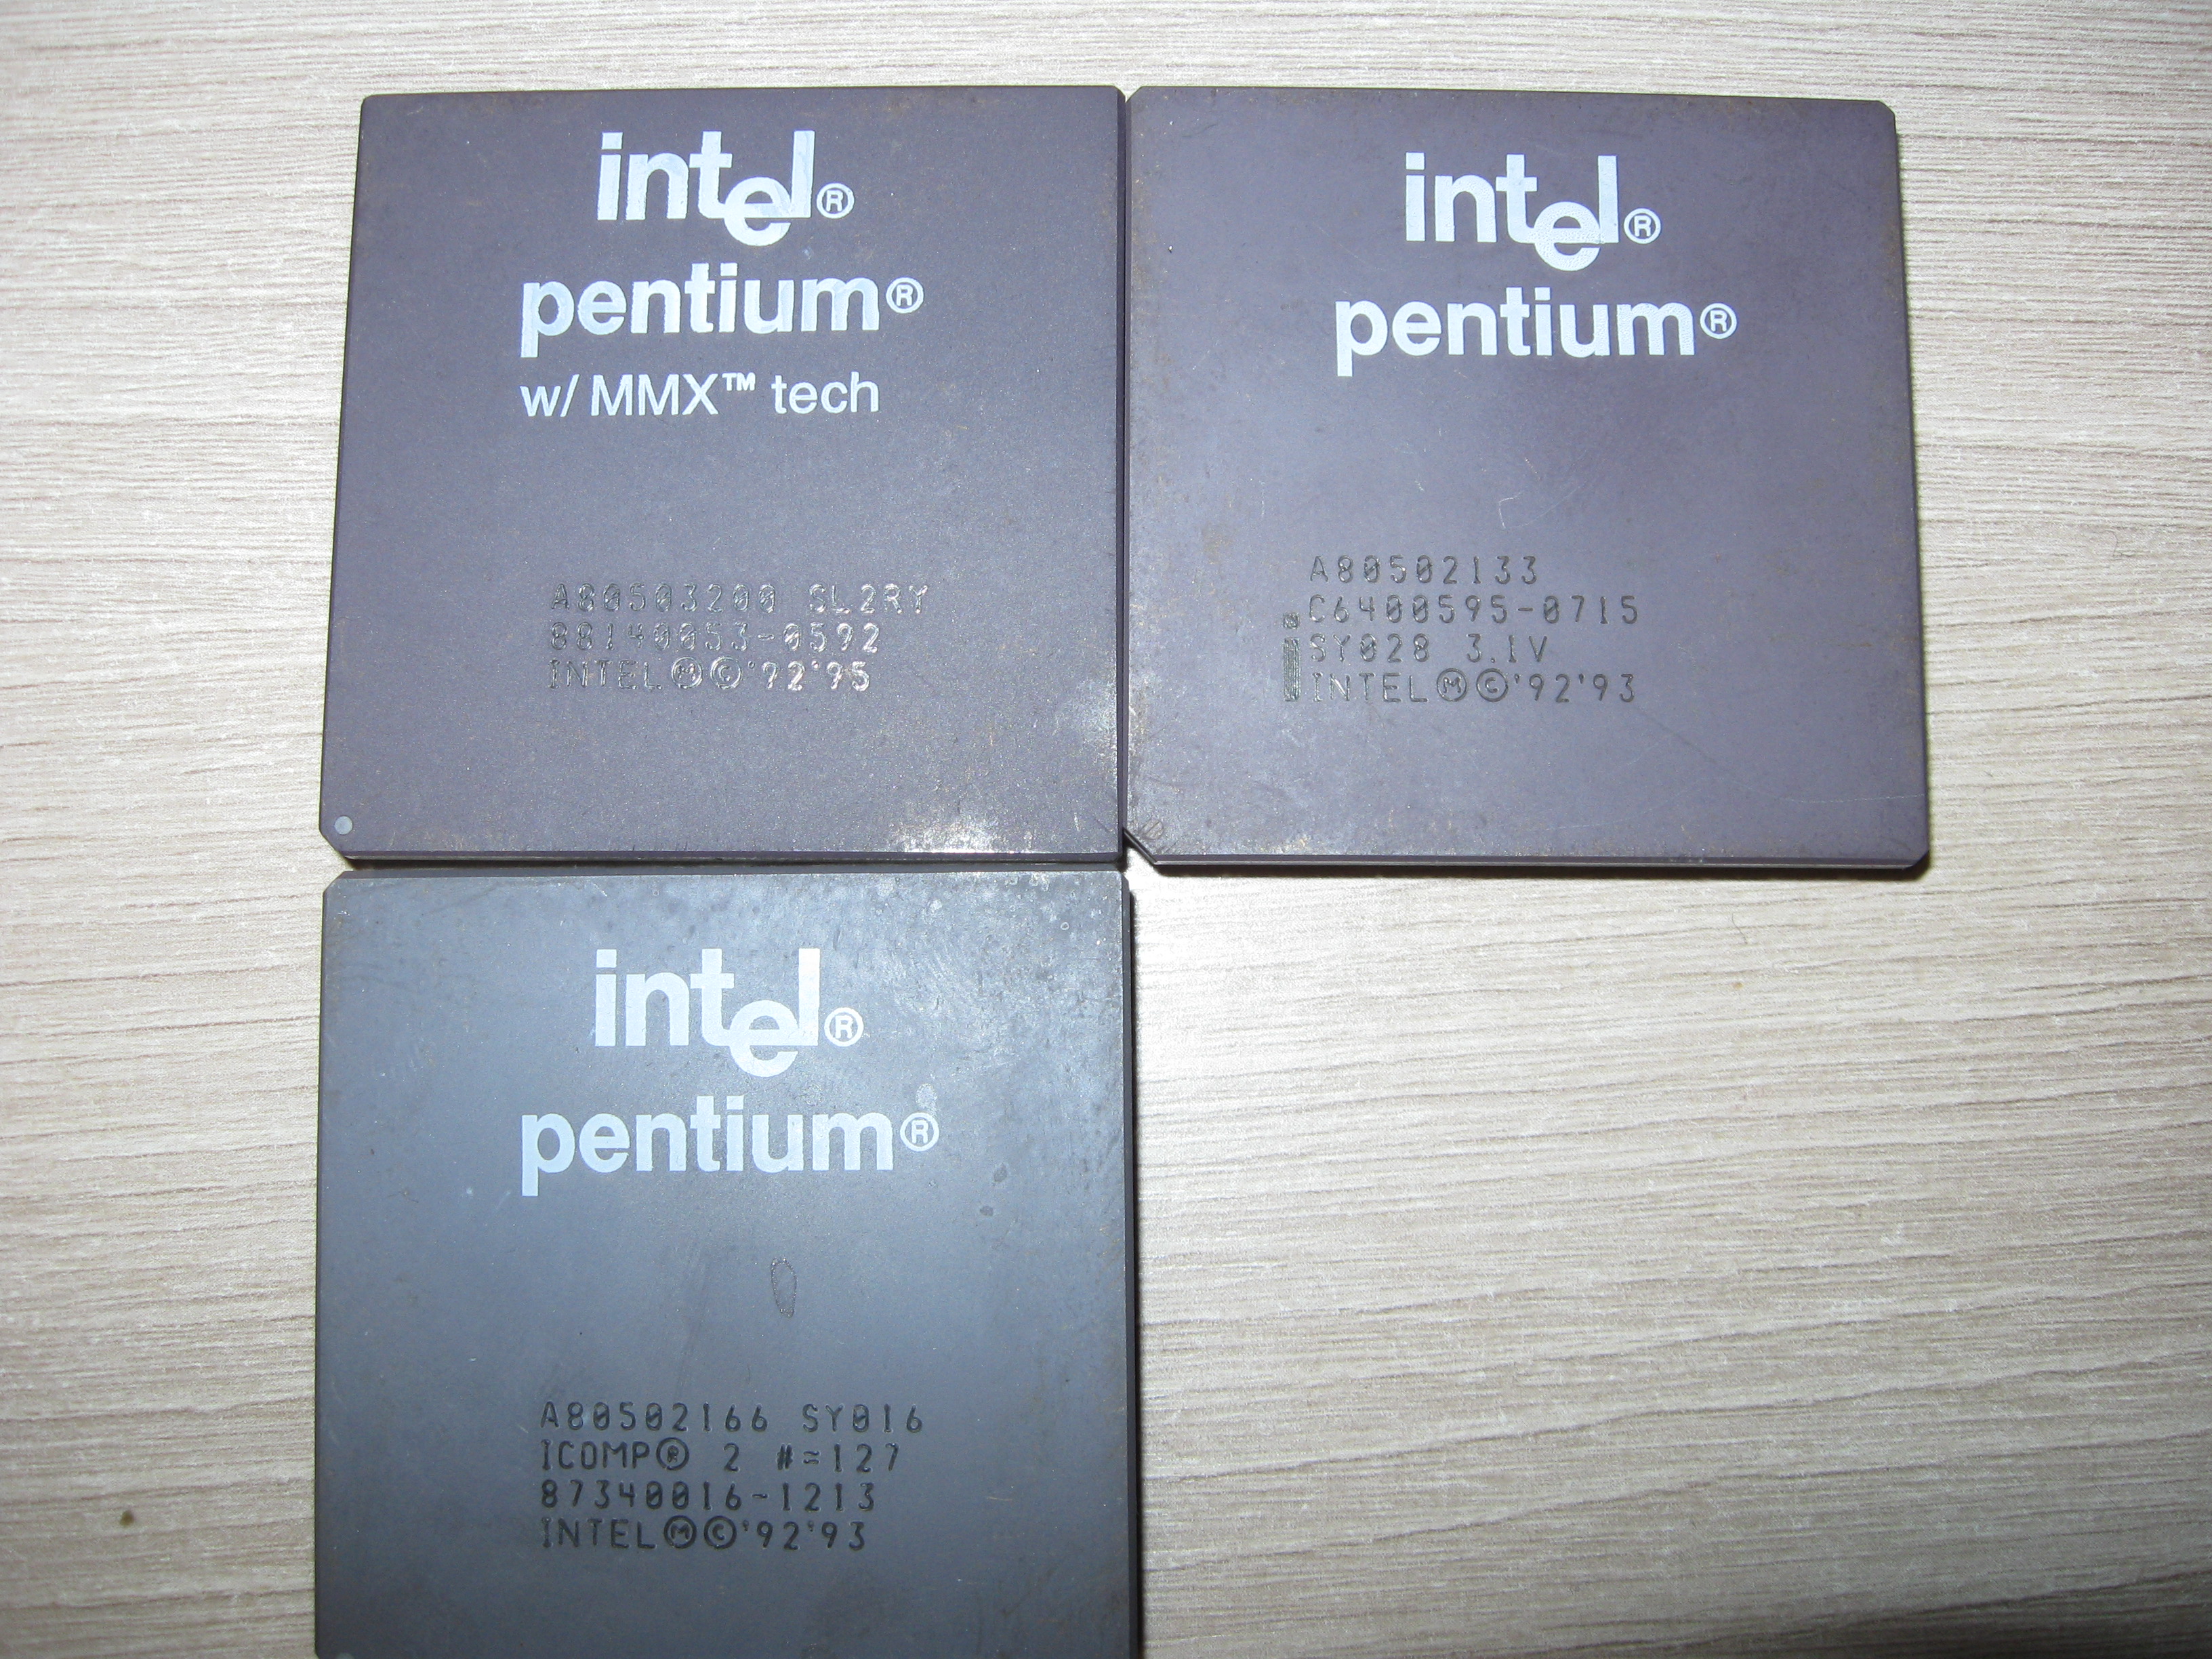 intel®
pentium®
w/ MMX™ tech
A80503200 SL2RY
88140053-0592
INTEL Ⓜ©'92'95
intel®
pentium®
A80502133
C6400595-0715
i SY028 3.1V
INTEL Ⓜ©'92'93
intel®
pentium®
A80502166 SY016
ICOMP® 2 #=127
87340016-1213
INTEL Ⓜ©'92'93